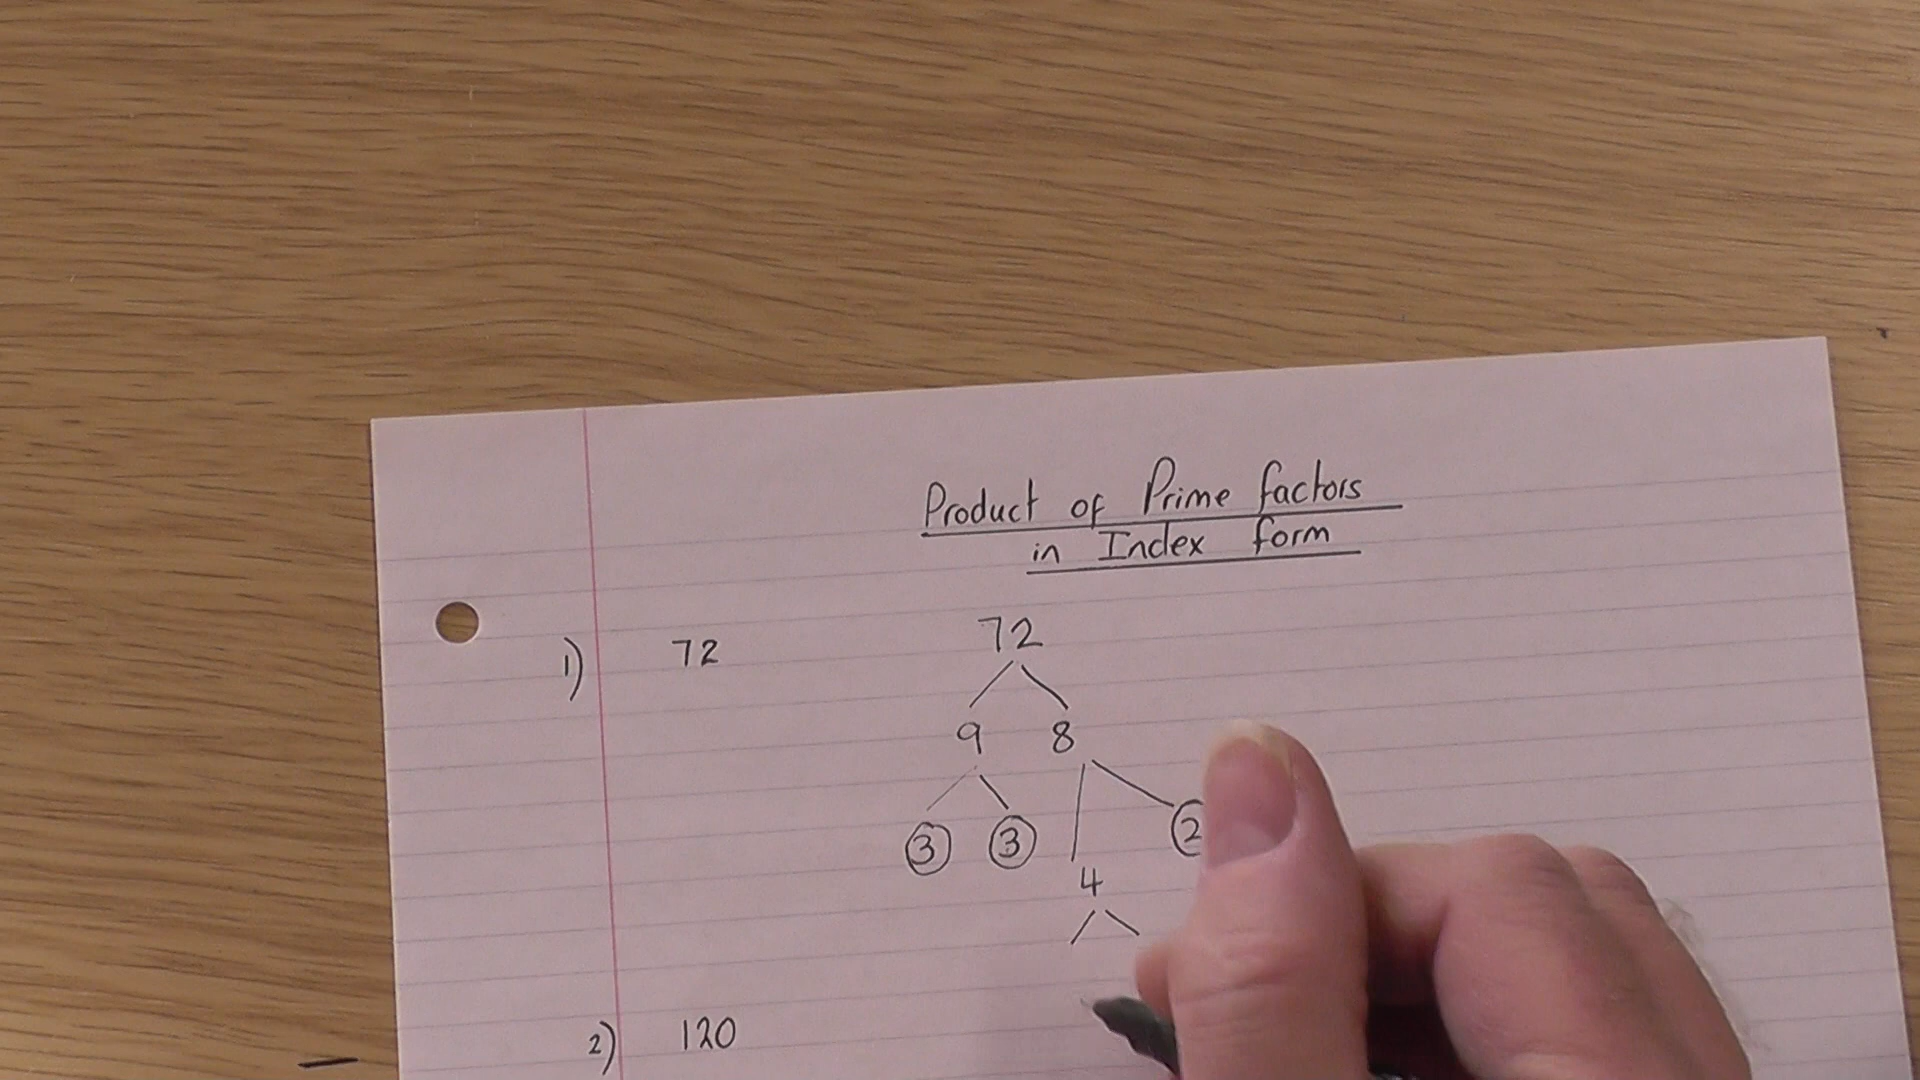 Product of Prime factors
in Index form
1) 72
72
9 8
3 3 2
4
2) 120